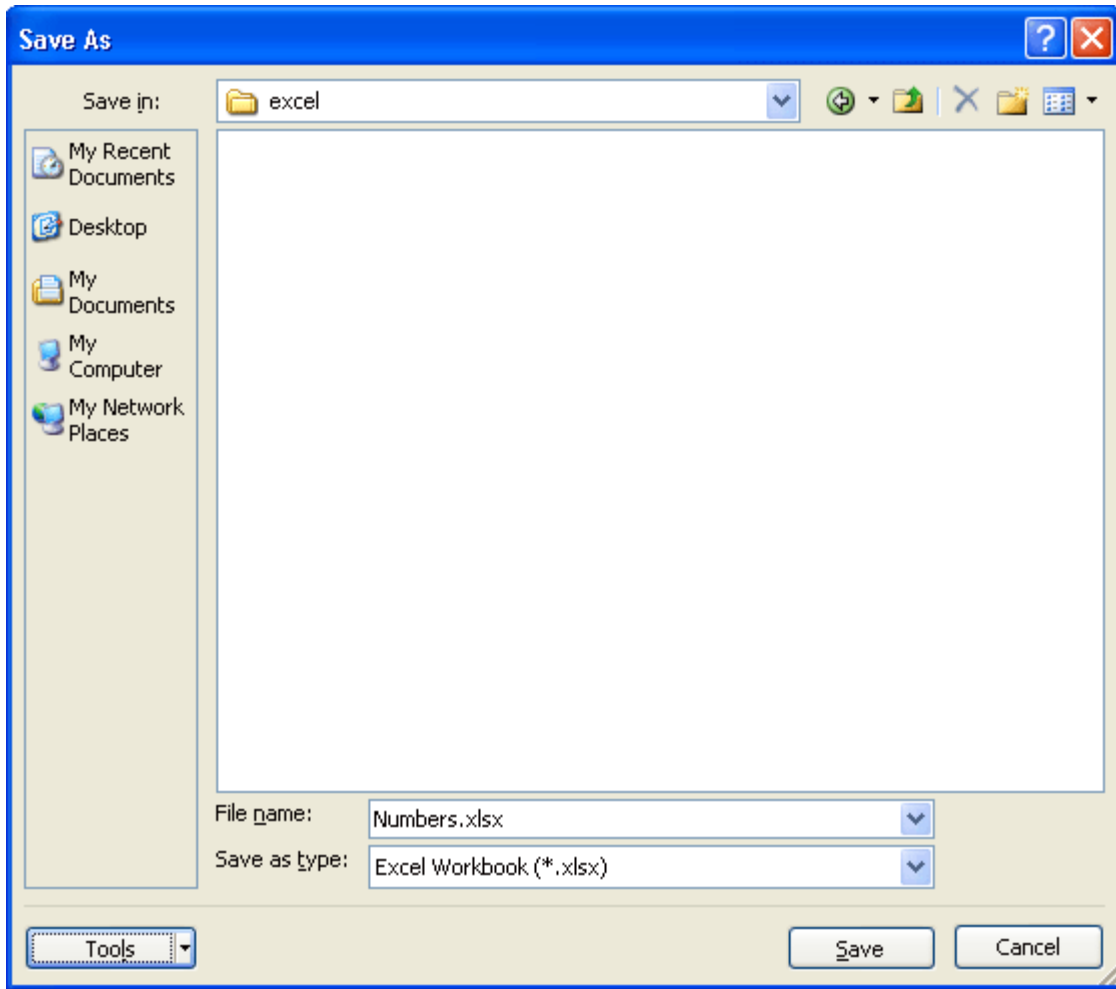 Save As
?
Save in:
excel
My Recent
Documents
Desktop
My
Documents
My
Computer
My Network
Places
File name:
Numbers.xlsx
Save as type:
Excel Workbook (*.xlsx)
Tools
Save
Cancel